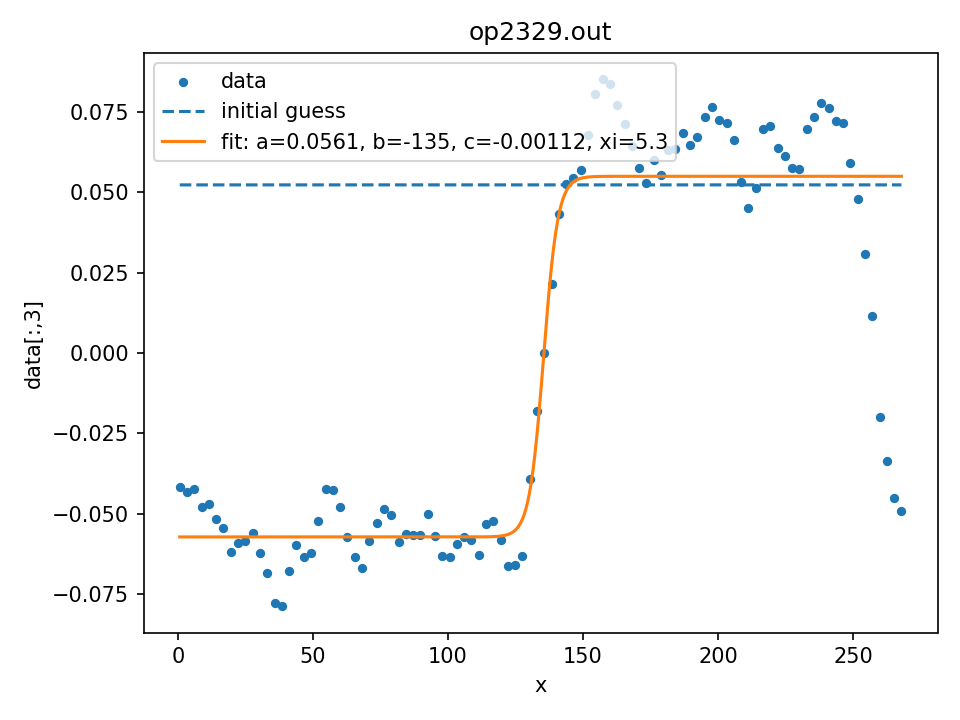 op2329.out
data
initial guess
fit: a=0.0561, b=-135, c=-0.00112, xi=5.3
data[:,3]
0.075
0.050
0.025
0.000
−0.025
−0.050
−0.075
0 50 100 150 200 250
x